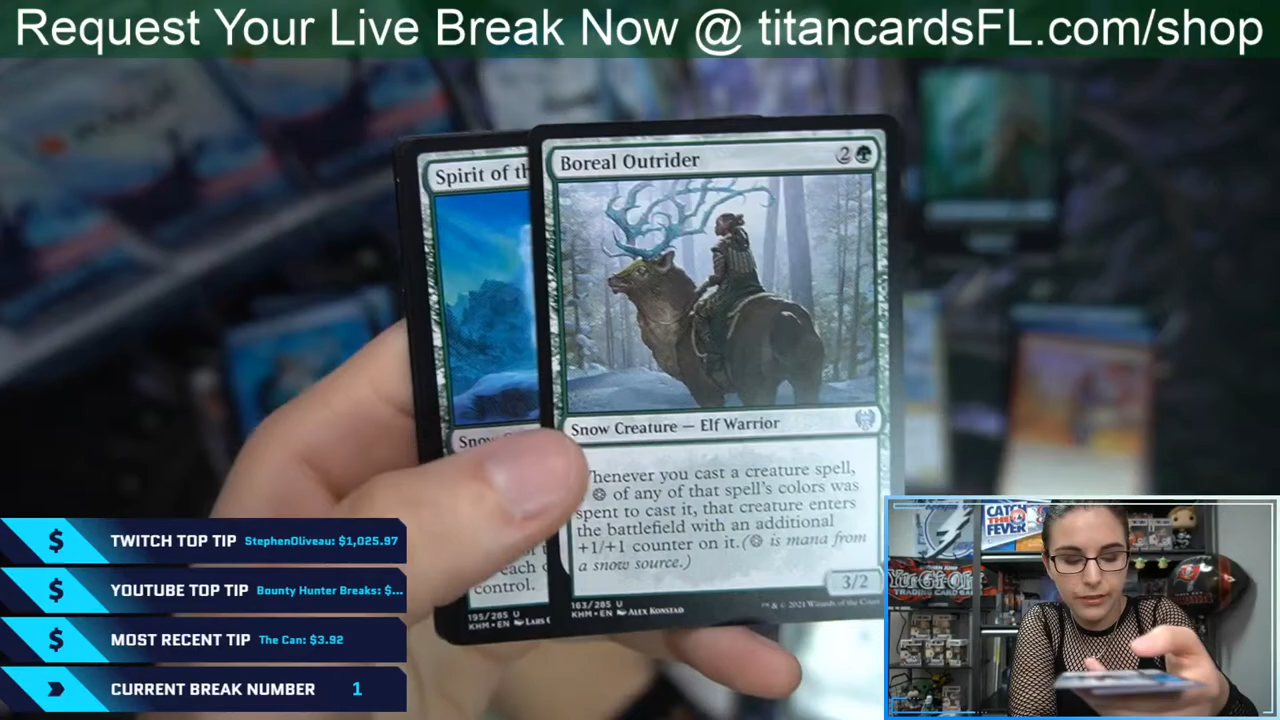 Request Your Live Break Now @ titancardsFL.com/shop
Spirit of th
Boreal Outrider 2
Snow
Snow Creature — Elf Warrior
Whenever you cast a creature spell,
of any of that spell's colors was
spent to cast it, that creature enters
the battlefield with an additional
+1/+1 counter on it.( is mana from
a snow source.)
3/2
each
control.
195/285 U
KHM • EN LARS
163/285 U
KHM • EN ALEX KONSTAD
™ & © 2021 Wizards of the Coast
CATCH
THE
FEVER
Yu-Gi-Oh!
TRADING CARD GAME
TWITCH TOP TIP StephenOliveau: $1,025.97
YOUTUBE TOP TIP Bounty Hunter Breaks: $...
MOST RECENT TIP The Can: $3.92
CURRENT BREAK NUMBER 1